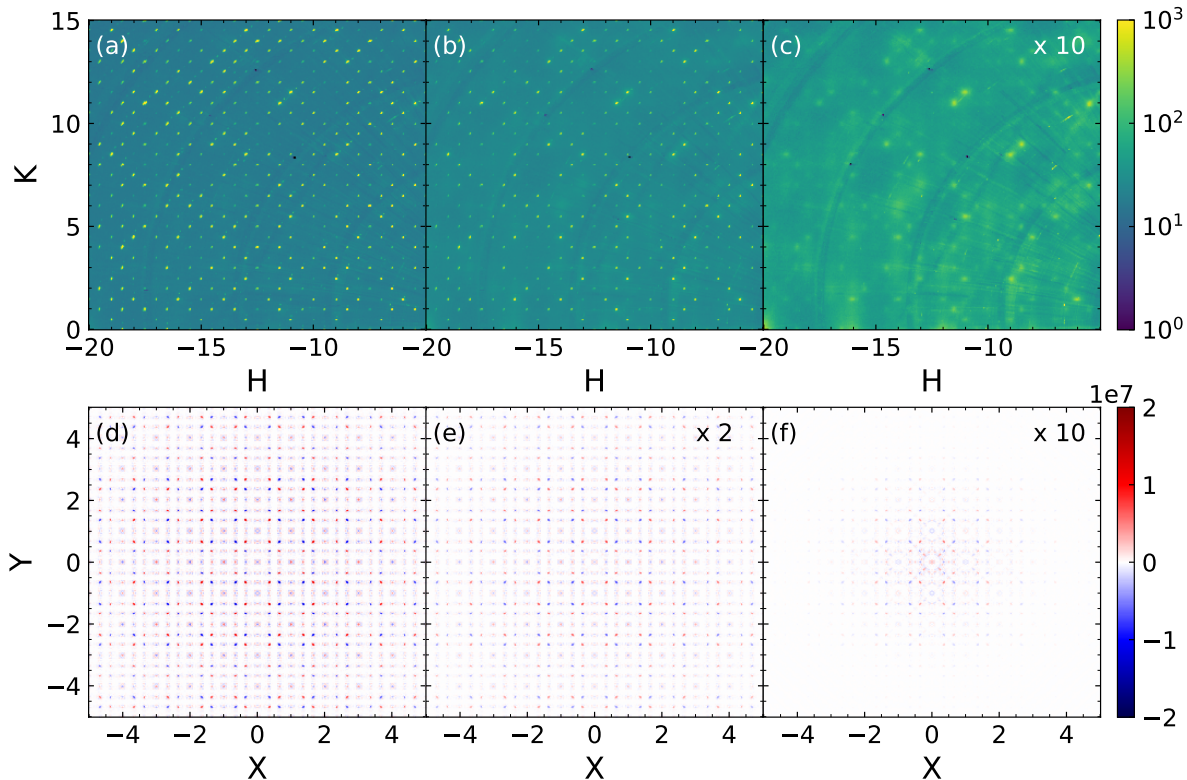 (a) (b) (c) x 10
15
10
5
0
K
10³
10²
10¹
10⁰
−20 −15 −10 −20 −15 −10 −20 −15 −10
H H H
1e7
(d) (e) x 2 (f) x 10
4
2
0
−2
−4
Y
2
1
0
−1
−2
−4 −2 0 2 4 −4 −2 0 2 4 −4 −2 0 2 4
X X X